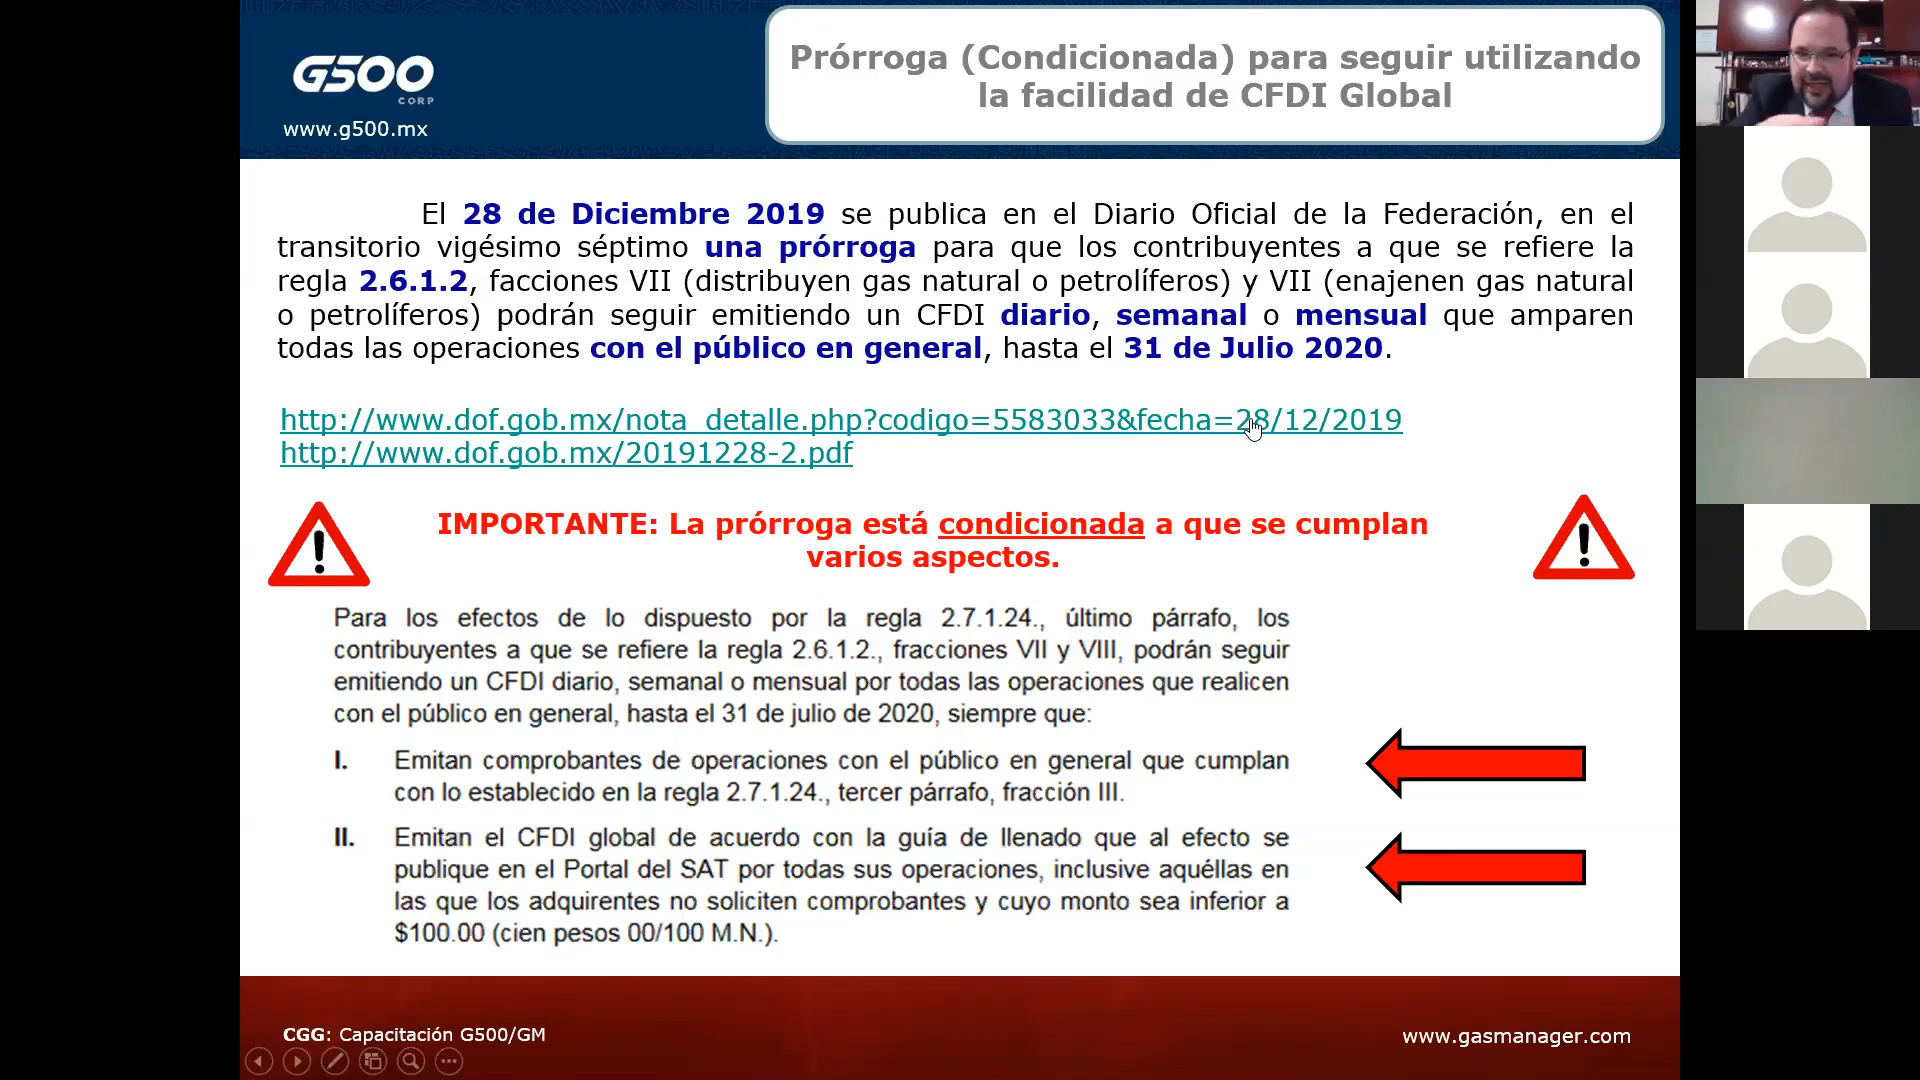 G500
CORP
www.g500.mx
Prórroga (Condicionada) para seguir utilizando
la facilidad de CFDI Global
El 28 de Diciembre 2019 se publica en el Diario Oficial de la Federación, en el
transitorio vigésimo séptimo una prórroga para que los contribuyentes a que se refiere la
regla 2.6.1.2, facciones VII (distribuyen gas natural o petrolíferos) y VII (enajenen gas natural
o petrolíferos) podrán seguir emitiendo un CFDI diario, semanal o mensual que amparen
todas las operaciones con el público en general, hasta el 31 de Julio 2020.
http://www.dof.gob.mx/nota_detalle.php?codigo=5583033&fecha=28/12/2019
http://www.dof.gob.mx/20191228-2.pdf
IMPORTANTE: La prórroga está condicionada a que se cumplan
varios aspectos.
Para los efectos de lo dispuesto por la regla 2.7.1.24., último párrafo, los
contribuyentes a que se refiere la regla 2.6.1.2., fracciones VII y VIII, podrán seguir
emitiendo un CFDI diario, semanal o mensual por todas las operaciones que realicen
con el público en general, hasta el 31 de julio de 2020, siempre que:
I. Emitan comprobantes de operaciones con el público en general que cumplan
con lo establecido en la regla 2.7.1.24., tercer párrafo, fracción III.
II. Emitan el CFDI global de acuerdo con la guía de llenado que al efecto se
publique en el Portal del SAT por todas sus operaciones, inclusive aquéllas en
las que los adquirentes no soliciten comprobantes y cuyo monto sea inferior a
$100.00 (cien pesos 00/100 M.N.).
CGG: Capacitación G500/GM
www.gasmanager.com